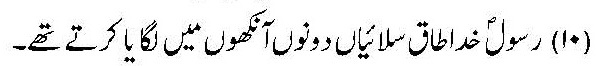 (۱۰) رسولؐ خدا طاق سلائیاں دونوں آنکھوں میں لگایا کرتے تھے۔